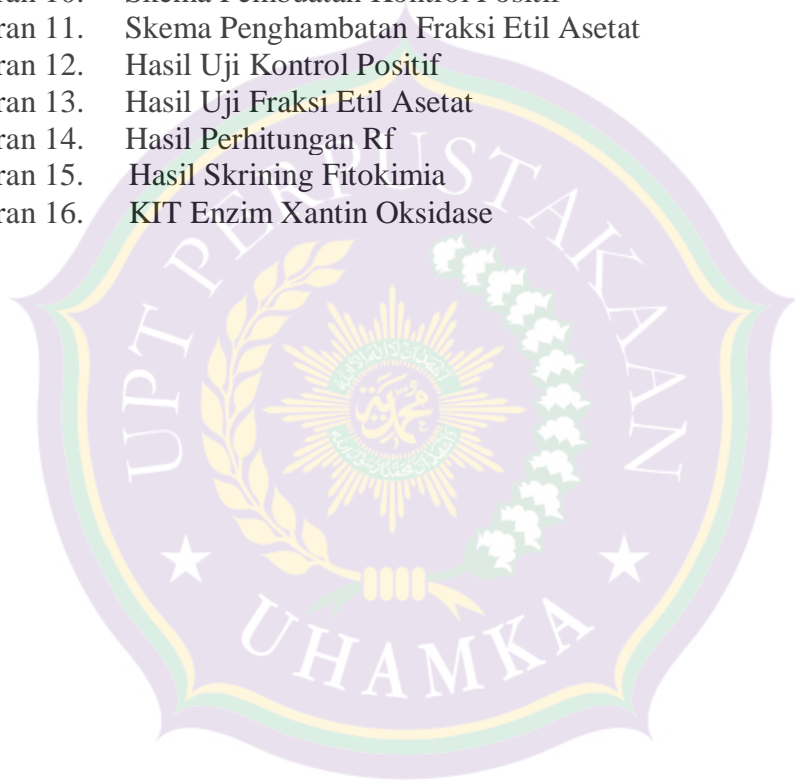 ran 10. Skema Pembuatan Kontrol Positif
ran 11. Skema Penghambatan Fraksi Etil Asetat
ran 12. Hasil Uji Kontrol Positif
ran 13. Hasil Uji Fraksi Etil Asetat
ran 14. Hasil Perhitungan Rf
ran 15. Hasil Skrining Fitokimia
ran 16. KIT Enzim Xantin Oksidase
UPT PERPUSTAKAAN
UHAMKA